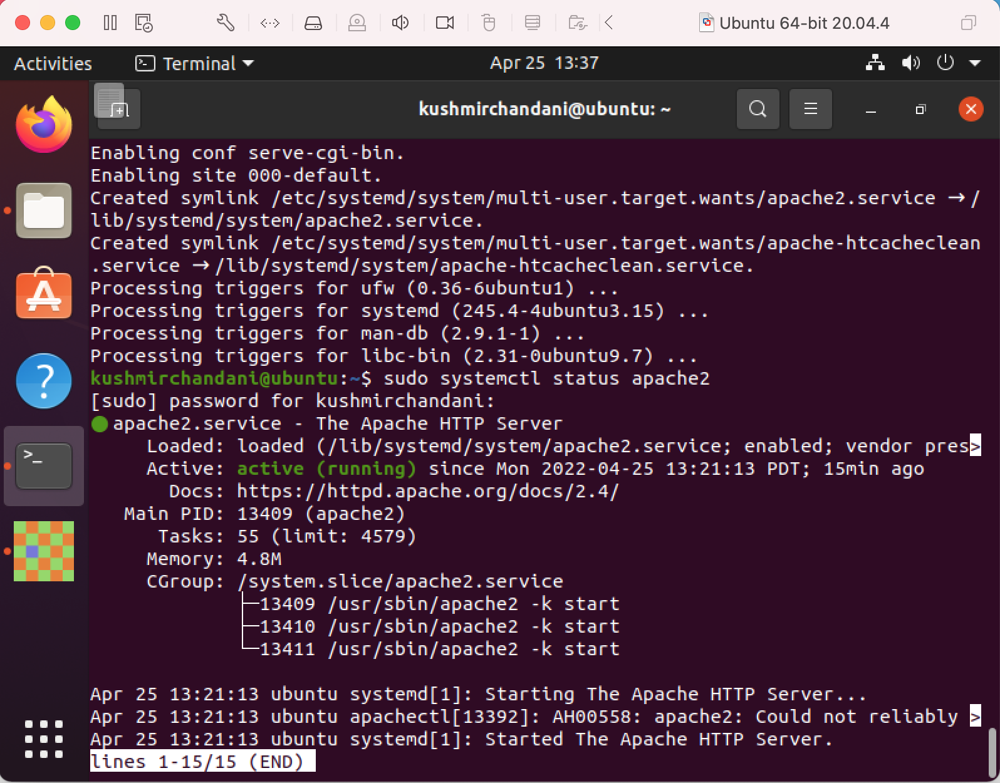 Ubuntu 64-bit 20.04.4
Activities
Terminal
Apr 25 13:37
kushmirchandani@ubuntu: ~
Enabling conf serve-cgi-bin.
Enabling site 000-default.
Created symlink /etc/systemd/system/multi-user.target.wants/apache2.service → /
lib/systemd/system/apache2.service.
Created symlink /etc/systemd/system/multi-user.target.wants/apache-htcacheclean
.service → /lib/systemd/system/apache-htcacheclean.service.
Processing triggers for ufw (0.36-6ubuntu1) ...
Processing triggers for systemd (245.4-4ubuntu3.15) ...
Processing triggers for man-db (2.9.1-1) ...
Processing triggers for libc-bin (2.31-0ubuntu9.7) ...
kushmirchandani@ubuntu:~$ sudo systemctl status apache2
[sudo] password for kushmirchandani:
● apache2.service - The Apache HTTP Server
Loaded: loaded (/lib/systemd/system/apache2.service; enabled; vendor pres>
Active: active (running) since Mon 2022-04-25 13:21:13 PDT; 15min ago
Docs: https://httpd.apache.org/docs/2.4/
Main PID: 13409 (apache2)
Tasks: 55 (limit: 4579)
Memory: 4.8M
CGroup: /system.slice/apache2.service
├─13409 /usr/sbin/apache2 -k start
├─13410 /usr/sbin/apache2 -k start
└─13411 /usr/sbin/apache2 -k start
Apr 25 13:21:13 ubuntu systemd[1]: Starting The Apache HTTP Server...
Apr 25 13:21:13 ubuntu apachectl[13392]: AH00558: apache2: Could not reliably >
Apr 25 13:21:13 ubuntu systemd[1]: Started The Apache HTTP Server.
lines 1-15/15 (END)